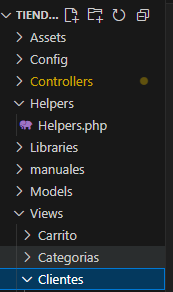 TIEND...
Assets
Config
Controllers
Helpers
Helpers.php
Libraries
manuales
Models
Views
Carrito
Categorias
Clientes